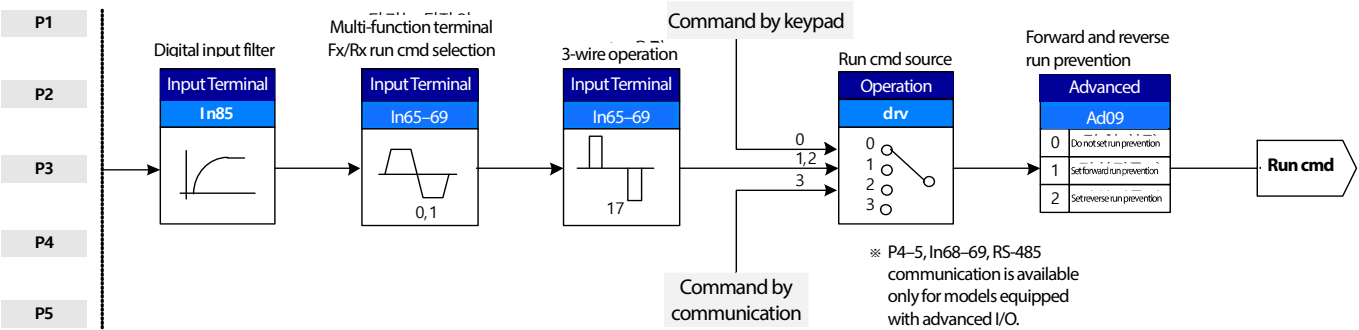 P1
P2
P3
P4
P5
Digital input filter
Input Terminal
In85
Multi-function terminal
Fx/Rx run cmd selection
Input Terminal
In65–69
0, 1
3-wire operation
Input Terminal
In65–69
17
Command by keypad
0
1, 2
3
Command by
communication
Run cmd source
Operation
drv
0
1
2
3
Forward and reverse
run prevention
Advanced
Ad09
0 Do not set run prevention
1 Set forward run prevention
2 Set reverse run prevention
Run cmd
※ P4–5, In68–69, RS-485
communication is available
only for models equipped
with advanced I/O.